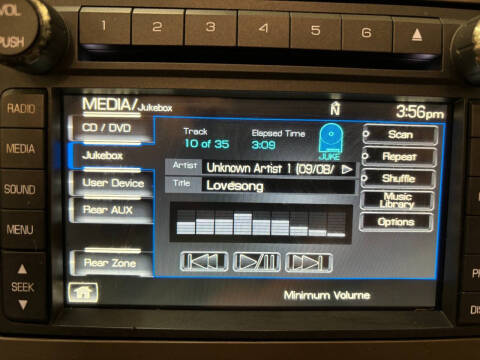 VOL
PUSH
1 2 3 4 5 6
RADIO
MEDIA
SOUND
MENU
SEEK
MEDIA/Jukebox
N
3:56pm
CD / DVD
Jukebox
User Device
Rear AUX
Rear Zone
Track
10 of 35
Elapsed Time
3:09
JUKE
Artist
Unknown Artist 1 (09/08/
Title
Lovesong
Scan
Repeat
Shuffle
Music
Library
Options
Minimum Volume